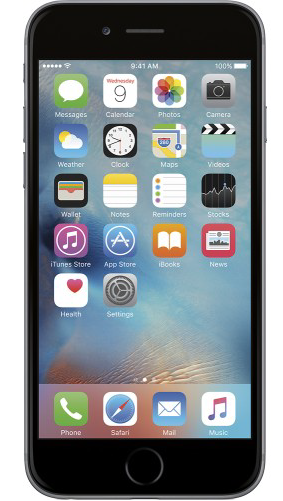 9:41 AM 100%
Wednesday
9
Messages Calendar Photos Camera
280
Weather Clock Maps Videos
Wallet Notes Reminders Stocks
iTunes Store App Store iBooks News
Health Settings
Phone Safari Mail Music